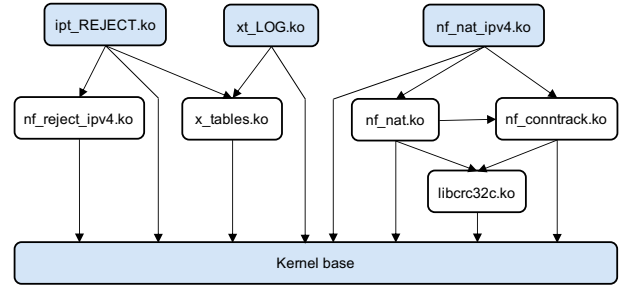 ipt_REJECT.ko
xt_LOG.ko
nf_nat_ipv4.ko
nf_reject_ipv4.ko
x_tables.ko
nf_nat.ko
nf_conntrack.ko
libcrc32c.ko
Kernel base